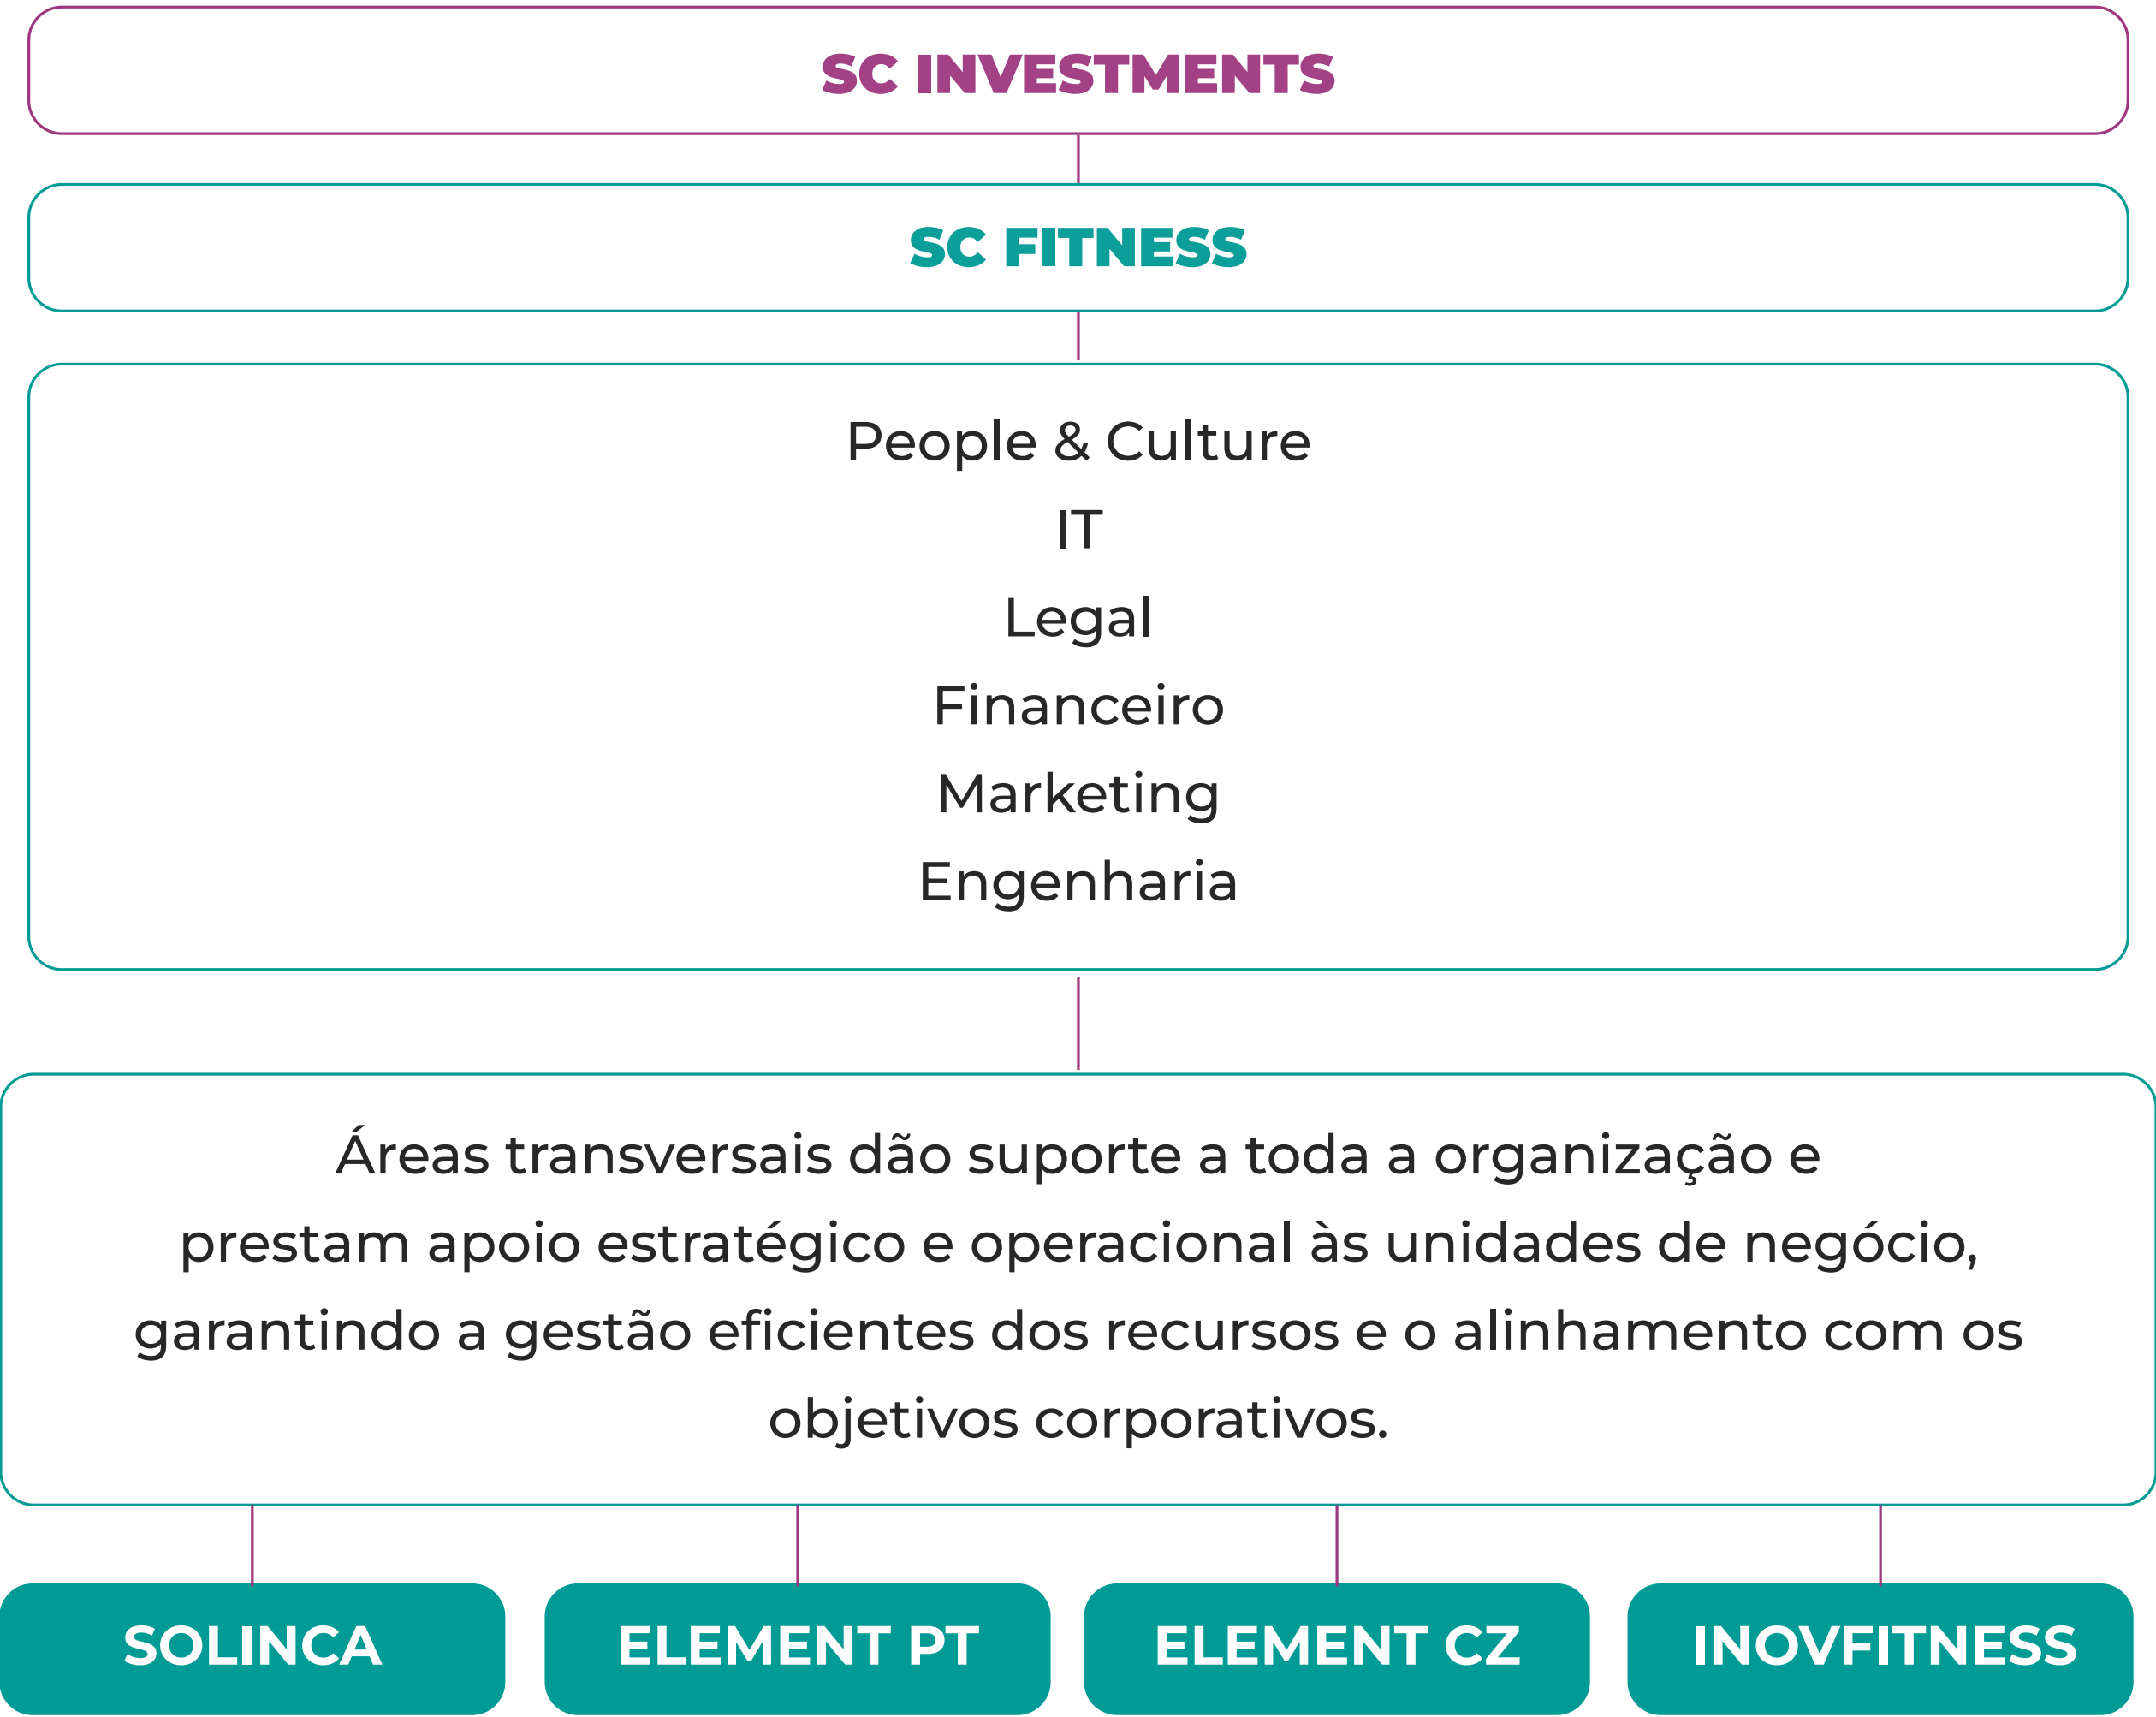 SC INVESTMENTS
SC FITNESS
People & Culture
IT
Legal
Financeiro
Marketing
Engenharia
Áreas transversais dão suporte a toda a organização e
prestam apoio estratégico e operacional às unidades de negócio,
garantindo a gestão eficientes dos recursos e o alinhamento com os
objetivos corporativos.
SOLINCA
ELEMENT PT
ELEMENT CZ
INOVFITNESS